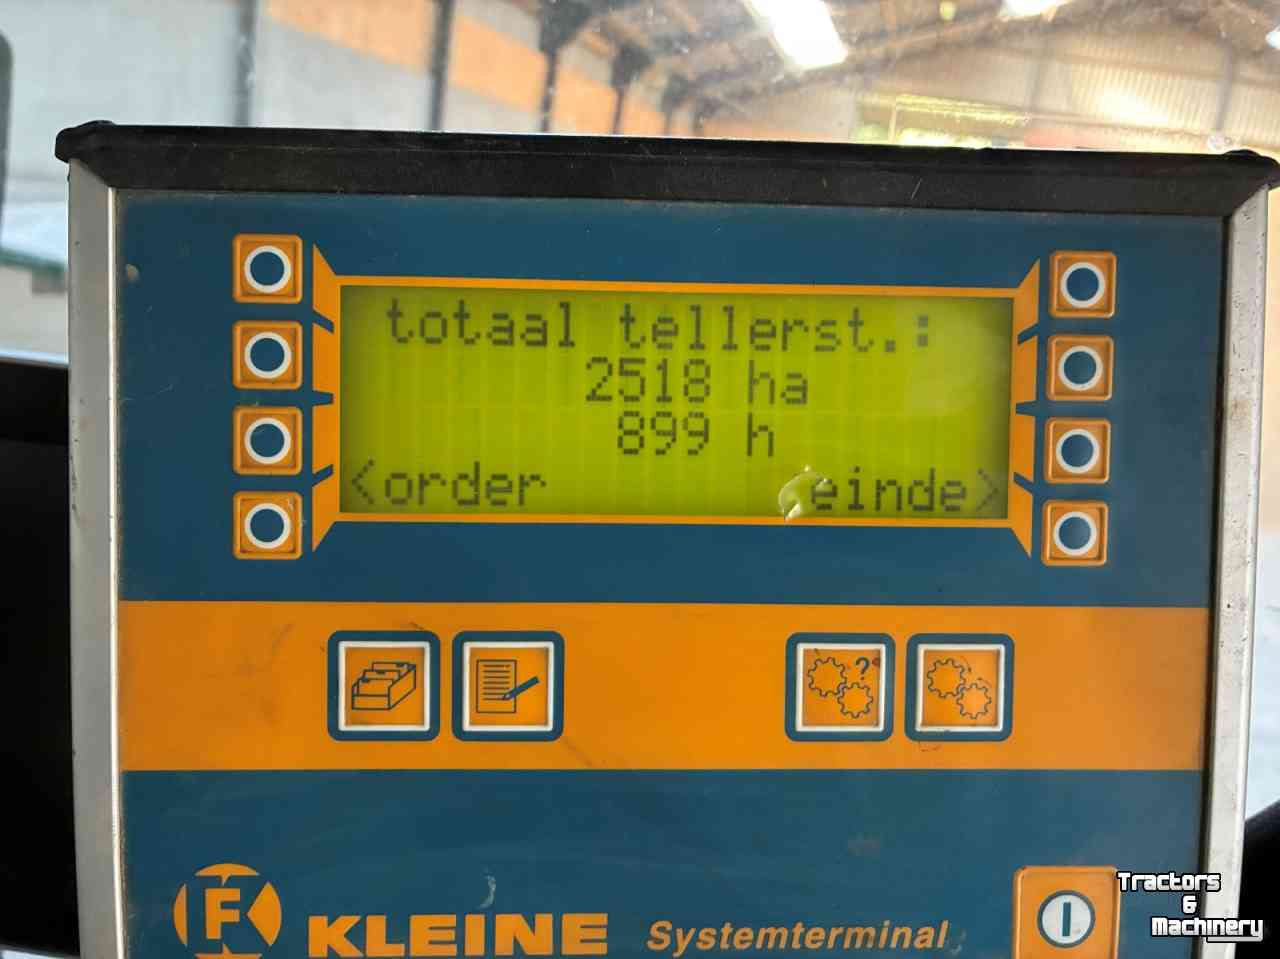 totaal tellerst.:
2518 ha
899 h
<order einde>
?
F
KLEINE Systemterminal
Tractors
&
Machinery